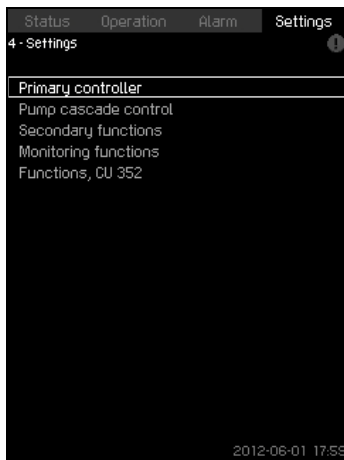 Status Operation Alarm Settings
4 - Settings
Primary controller
Pump cascade control
Secondary functions
Monitoring functions
Functions, CU 352
2012-06-01 17:59